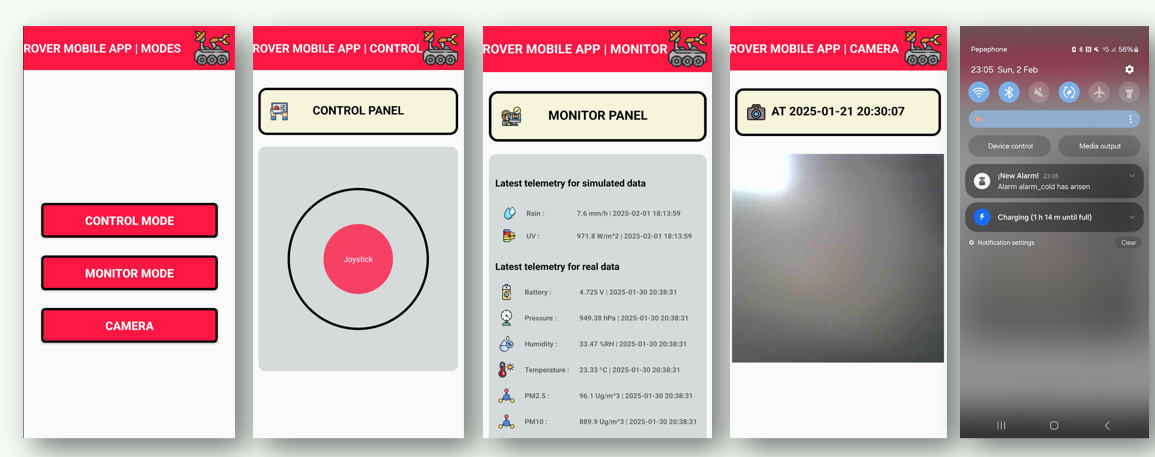 ROVER MOBILE APP | MODES
CONTROL MODE
MONITOR MODE
CAMERA
ROVER MOBILE APP | CONTROL
CONTROL PANEL
Joystick
ROVER MOBILE APP | MONITOR
MONITOR PANEL
Latest telemetry for simulated data
Rain : 7.6 mm/h | 2025-02-01 18:13:59
UV : 971.8 W/m^2 | 2025-02-01 18:13:59
Latest telemetry for real data
Battery : 4.725 V | 2025-01-30 20:38:31
Pressure : 949.38 hPa | 2025-01-30 20:38:31
Humidity : 33.47 %RH | 2025-01-30 20:38:31
Temperature : 23.33 ºC | 2025-01-30 20:38:31
PM2.5 : 96.1 Ug/m^3 | 2025-01-30 20:38:31
PM10 : 889.9 Ug/m^3 | 2025-01-30 20:38:31
ROVER MOBILE APP | CAMERA
AT 2025-01-21 20:30:07
Pepephone 56%
23:05 Sun, 2 Feb
Device control Media output
¡New Alarm! 23:05
Alarm alarm_cold has arisen
Charging (1 h 14 m until full)
Notification settings Clear